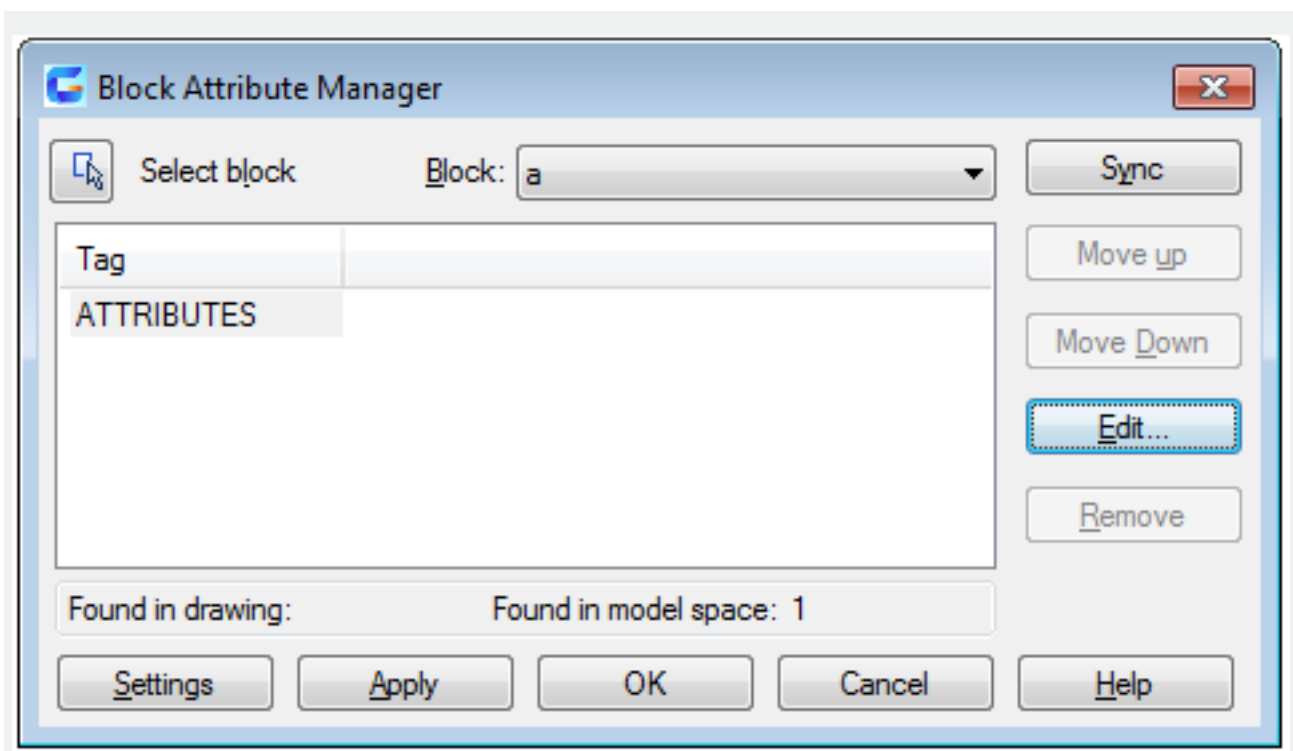 Block Attribute Manager
Select block Block: a Sync
Tag Move up
ATTRIBUTES
Move Down
Edit...
Remove
Found in drawing: Found in model space: 1
Settings Apply OK Cancel Help